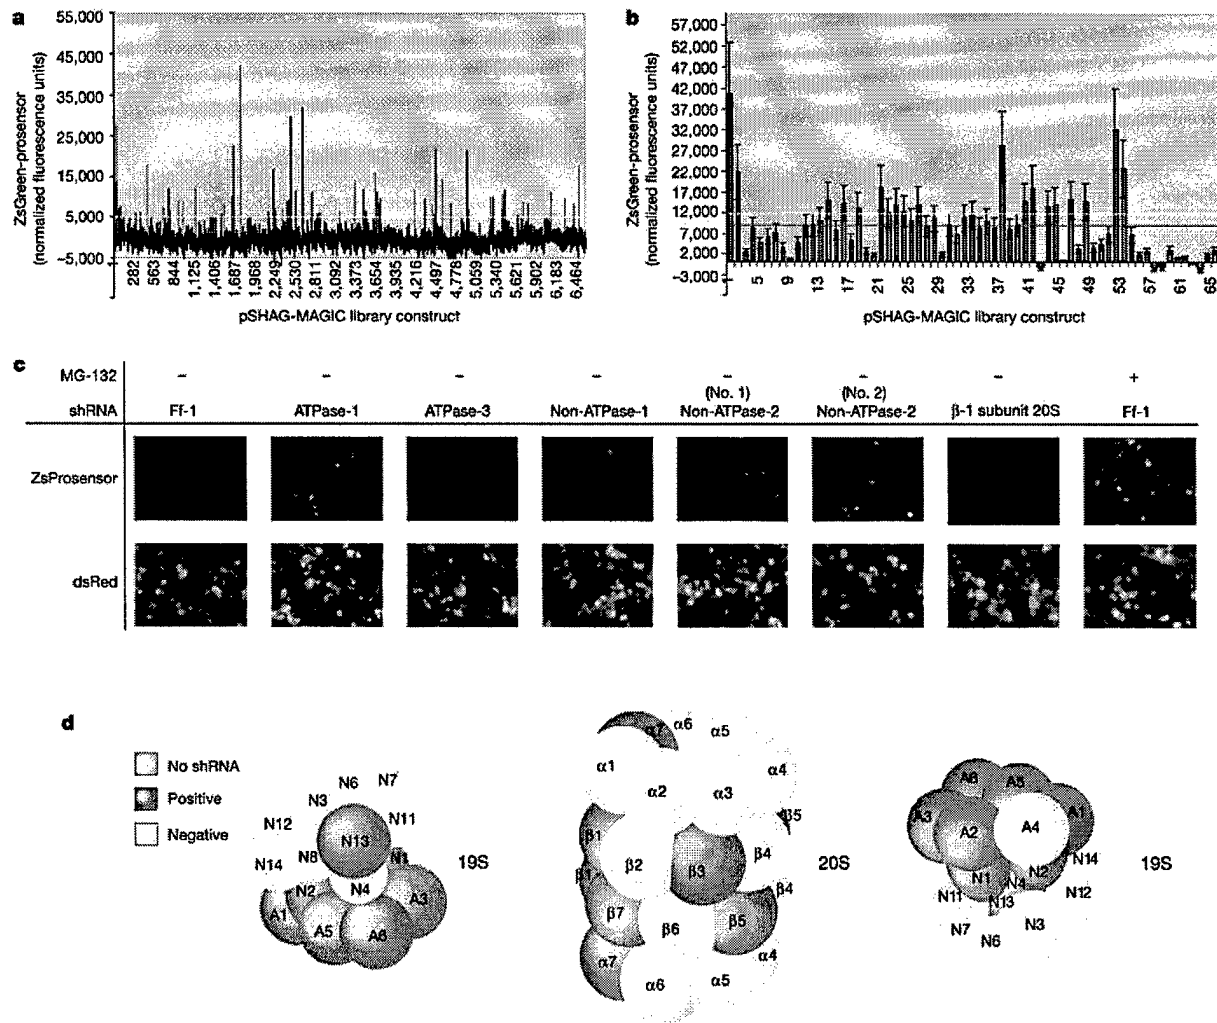 a
55,000
45,000
35,000
25,000
15,000
5,000
–5,000
ZsGreen-prosensor
(normalized fluorescence units)
282
563
844
1,125
1,406
1,687
1,968
2,249
2,530
2,811
3,092
3,373
3,654
3,935
4,216
4,497
4,778
5,059
5,340
5,621
5,902
6,183
6,464
pSHAG-MAGIC library construct
b
57,000
52,000
47,000
42,000
37,000
32,000
27,000
22,000
17,000
12,000
7,000
2,000
–3,000
ZsGreen-prosensor
(normalized fluorescence units)
1
5
9
13
17
21
25
29
33
37
41
45
49
53
57
61
65
pSHAG-MAGIC library construct
c
MG-132 – – – – – – – +
(No. 1) (No. 2)
shRNA Ff-1 ATPase-1 ATPase-3 Non-ATPase-1 Non-ATPase-2 Non-ATPase-2 β-1 subunit 20S Ff-1
ZsProsensor
dsRed
d
No shRNA
Positive
Negative
N6 N7
N3
N12 N13 N11
N14 N8 N1 19S
N2 N4
A1 A3
A5 A6
α7 α6 α5
α1 α4
α2 α3
β5
β1
β2 β3 β4
β1 20S
β4
β7 β6 β5
α7 α4
α6 α5
19S
A6 A5
A3 A1
A2 A4
N14
N1 N4 N2
N11 N13 N12
N7 N3
N6